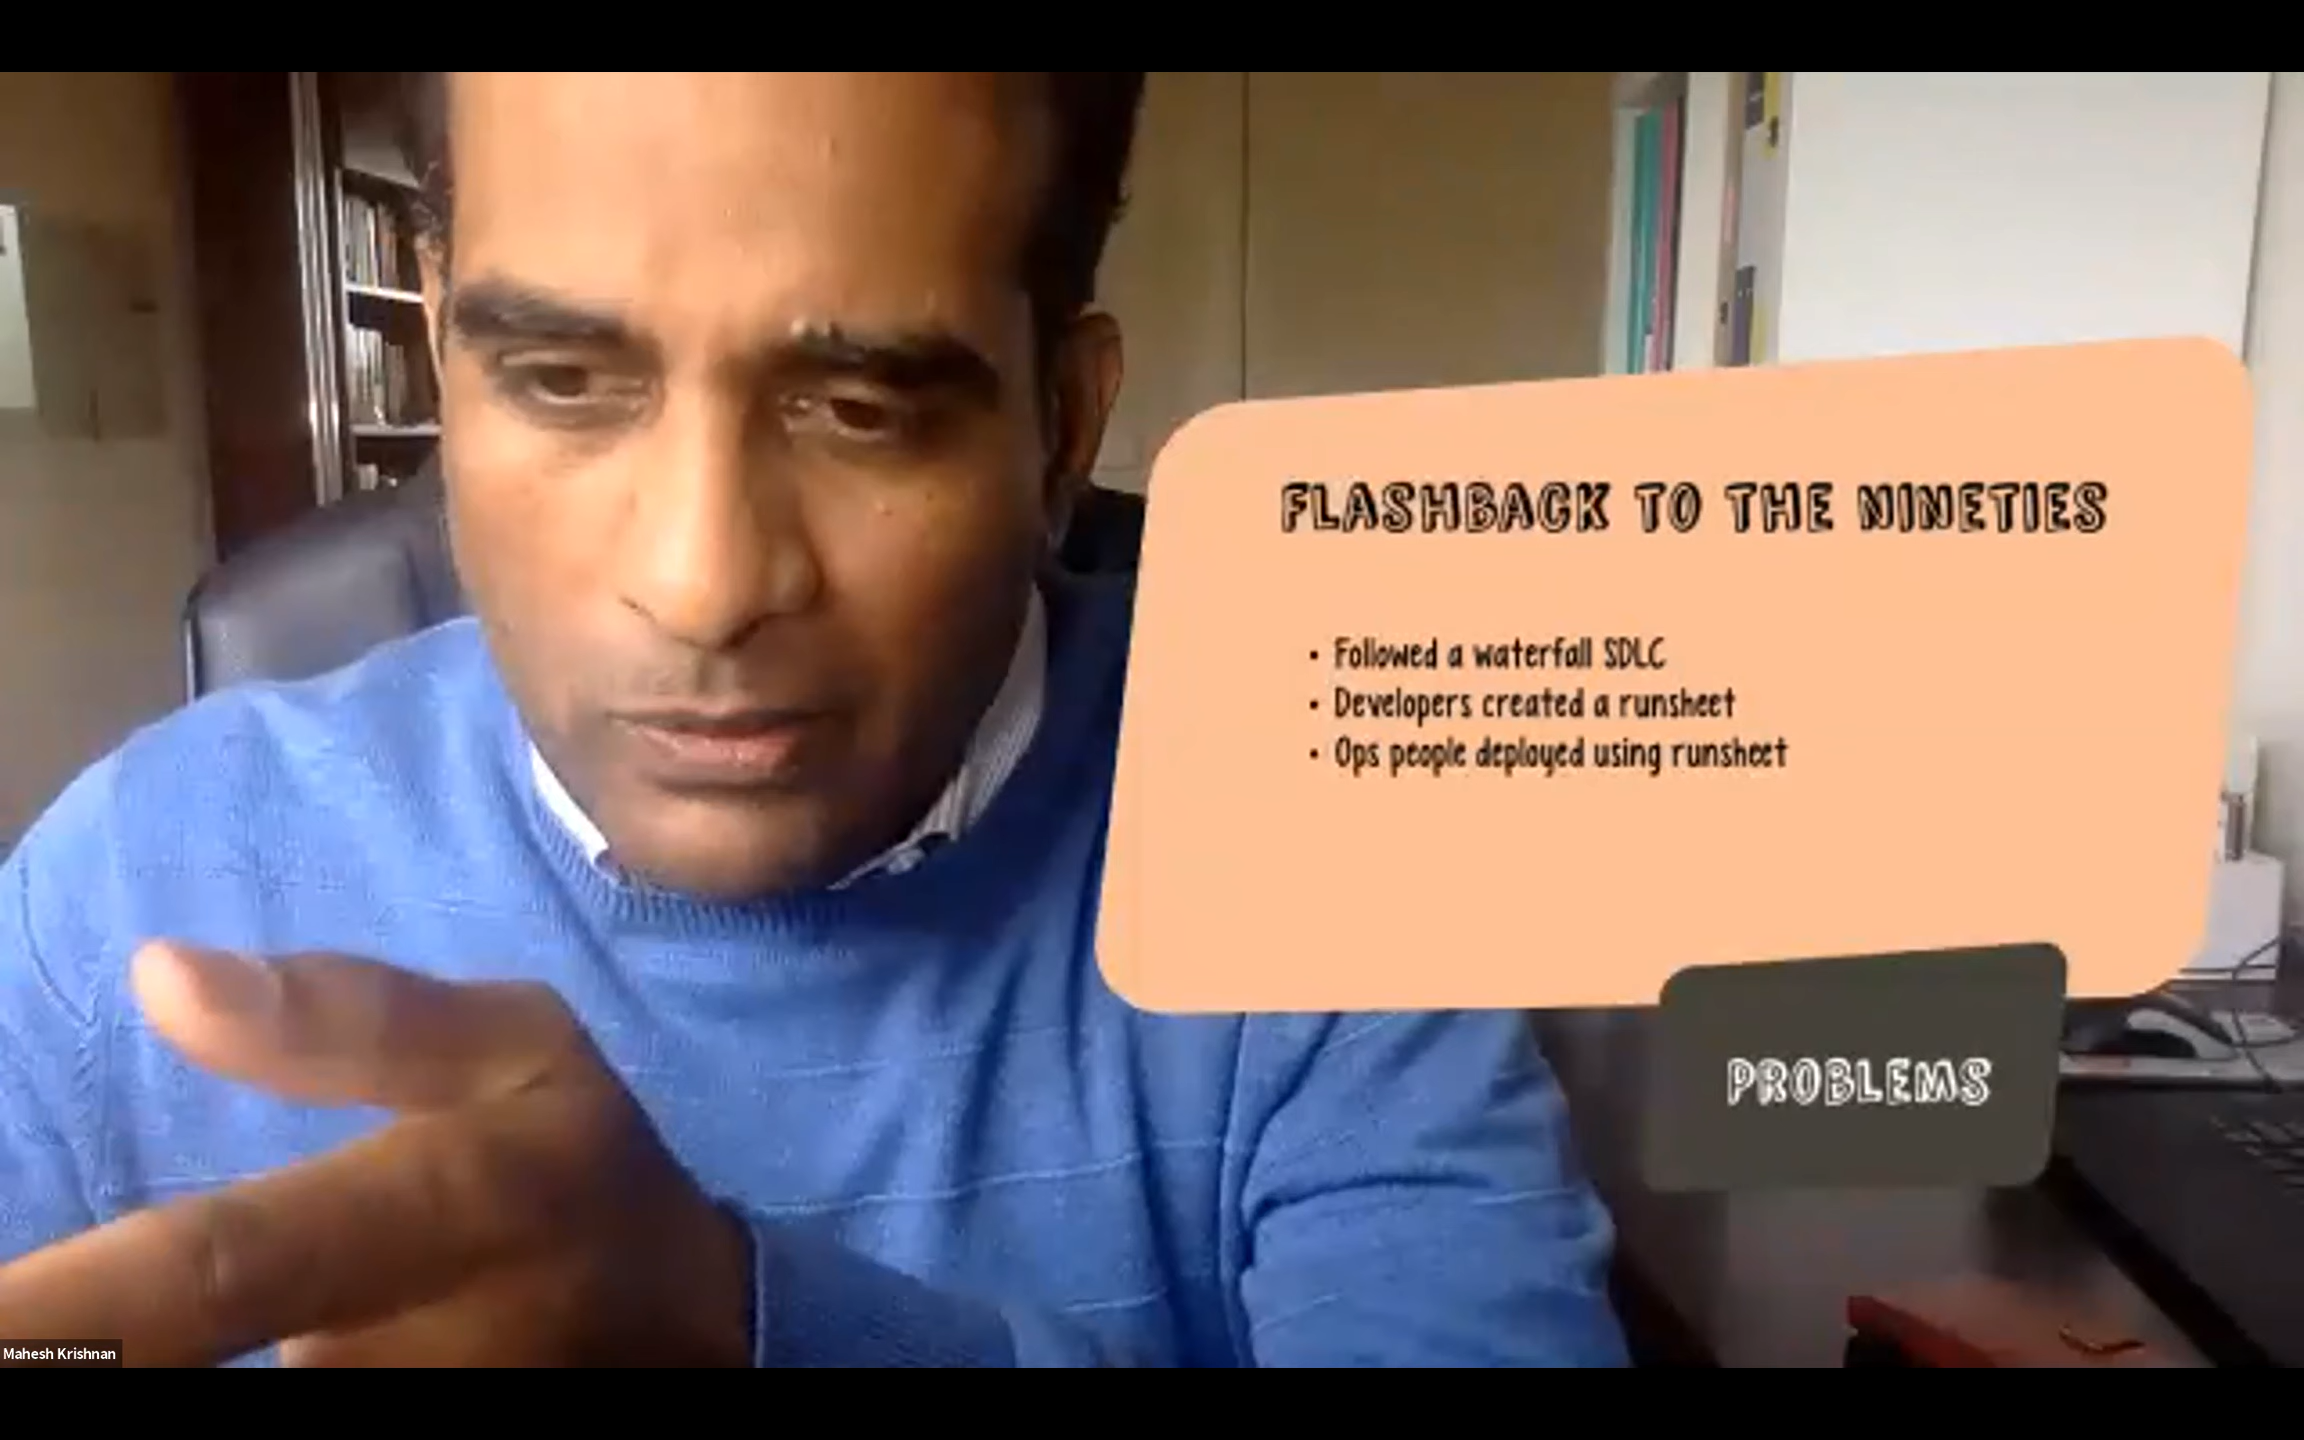 FLASHBACK TO THE NINETIES
• Followed a waterfall SDLC
• Developers created a runsheet
• Ops people deployed using runsheet
PROBLEMS
Mahesh Krishnan